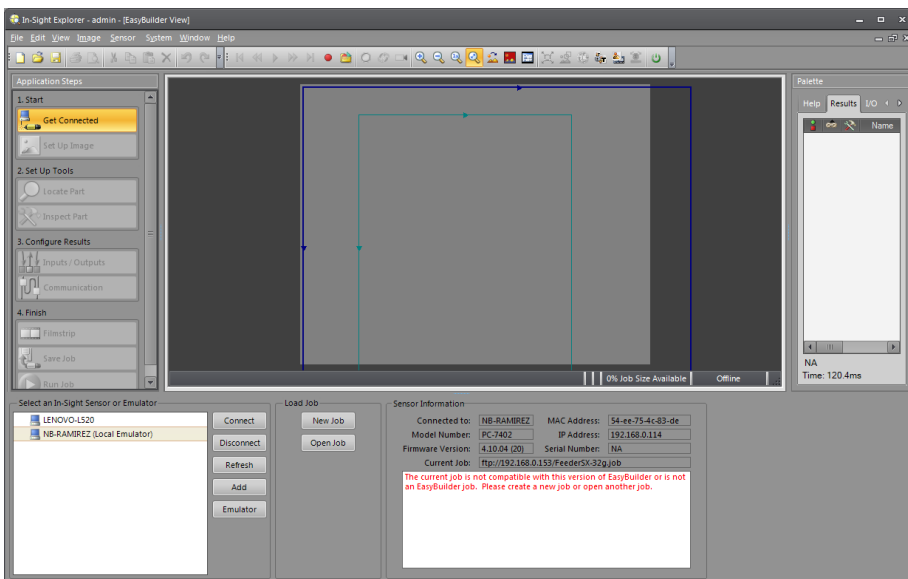 In-Sight Explorer - admin - [EasyBuilder View]
File Edit View Image Sensor System Window Help
Application Steps
1. Start
Get Connected
Set Up Image
2. Set Up Tools
Locate Part
Inspect Part
3. Configure Results
Inputs / Outputs
Communication
4. Finish
Filmstrip
Save Job
Run Job
0% Job Size Available
Offline
Palette
Help Results I/O
Name
NA
Time: 120.4ms
Select an In-Sight Sensor or Emulator
LENOVO-L520
NB-RAMIREZ (Local Emulator)
Connect
Disconnect
Refresh
Add
Emulator
Load Job
New Job
Open Job
Sensor Information
Connected to: NB-RAMIREZ MAC Address: 54-ee-75-4c-83-de
Model Number: PC-7402 IP Address: 192.168.0.114
Firmware Version: 4.10.04 (20) Serial Number: NA
Current Job: ftp://192.168.0.153/FeederSX-32g.job
The current job is not compatible with this version of EasyBuilder or is not
an EasyBuilder job. Please create a new job or open another job.